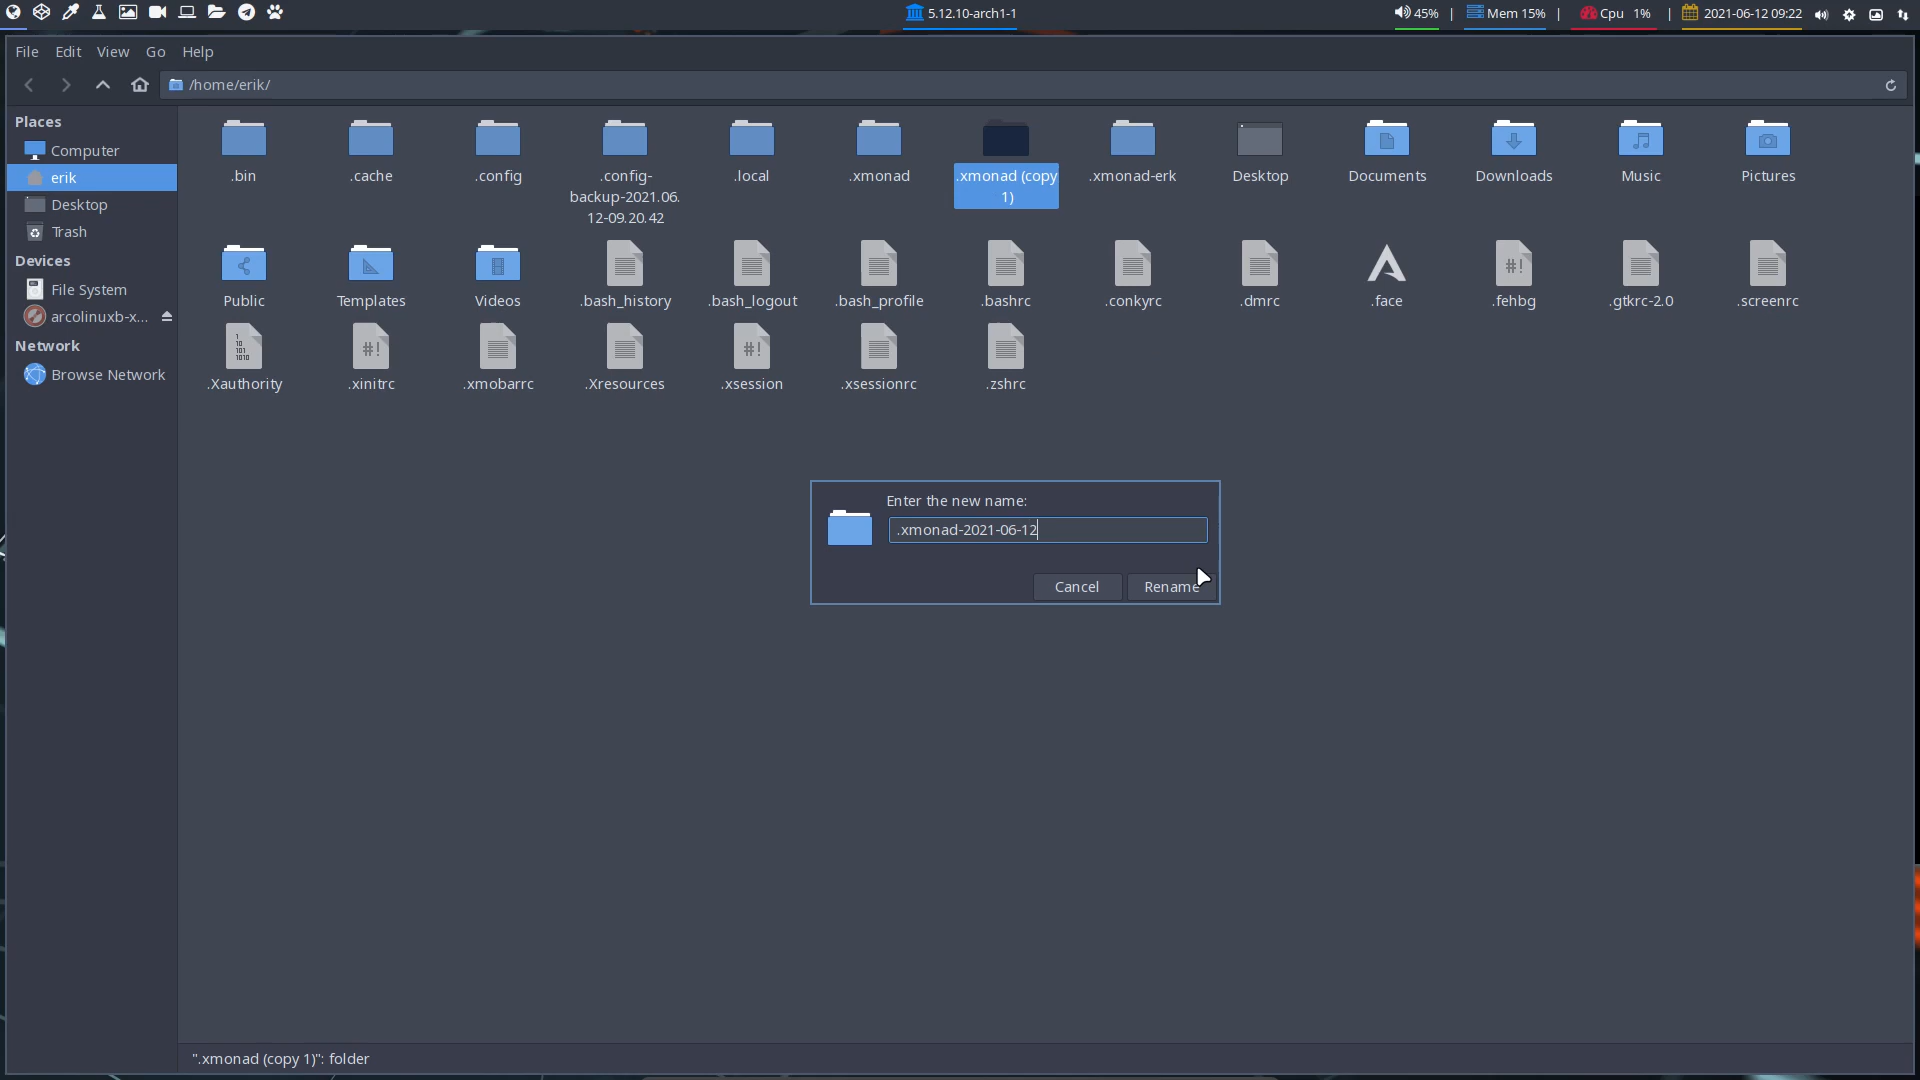 5.12.10-arch1-1
45% | Mem 15% | Cpu 1% | 2021-06-12 09:22
File Edit View Go Help
/home/erik/
Places
Computer
erik
Desktop
Trash
Devices
File System
arcolinuxb-x...
Network
Browse Network
.bin
.cache
.config
.config-
backup-2021.06.
12-09.20.42
.local
.xmonad
.xmonad (copy
1)
.xmonad-erk
Desktop
Documents
Downloads
Music
Pictures
Public
Templates
Videos
.bash_history
.bash_logout
.bash_profile
.bashrc
.conkyrc
.dmrc
.face
#!
.fehbg
.gtkrc-2.0
.screenrc
1
10
101
1010
.Xauthority
#!
.xinitrc
.xmobarrc
.Xresources
#!
.xsession
.xsessionrc
.zshrc
Enter the new name:
.xmonad-2021-06-12
Cancel Rename
".xmonad (copy 1)": folder